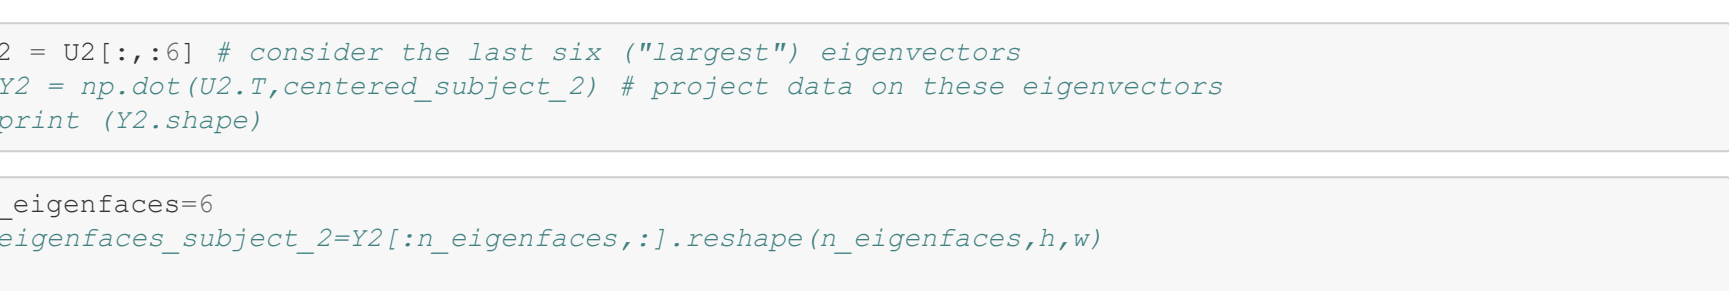 2 = U2[:,:6] # consider the last six ("largest") eigenvectors
Y2 = np.dot(U2.T,centered_subject_2) # project data on these eigenvectors
print (Y2.shape)
_eigenfaces=6
eigenfaces_subject_2=Y2[:n_eigenfaces,:].reshape(n_eigenfaces,h,w)